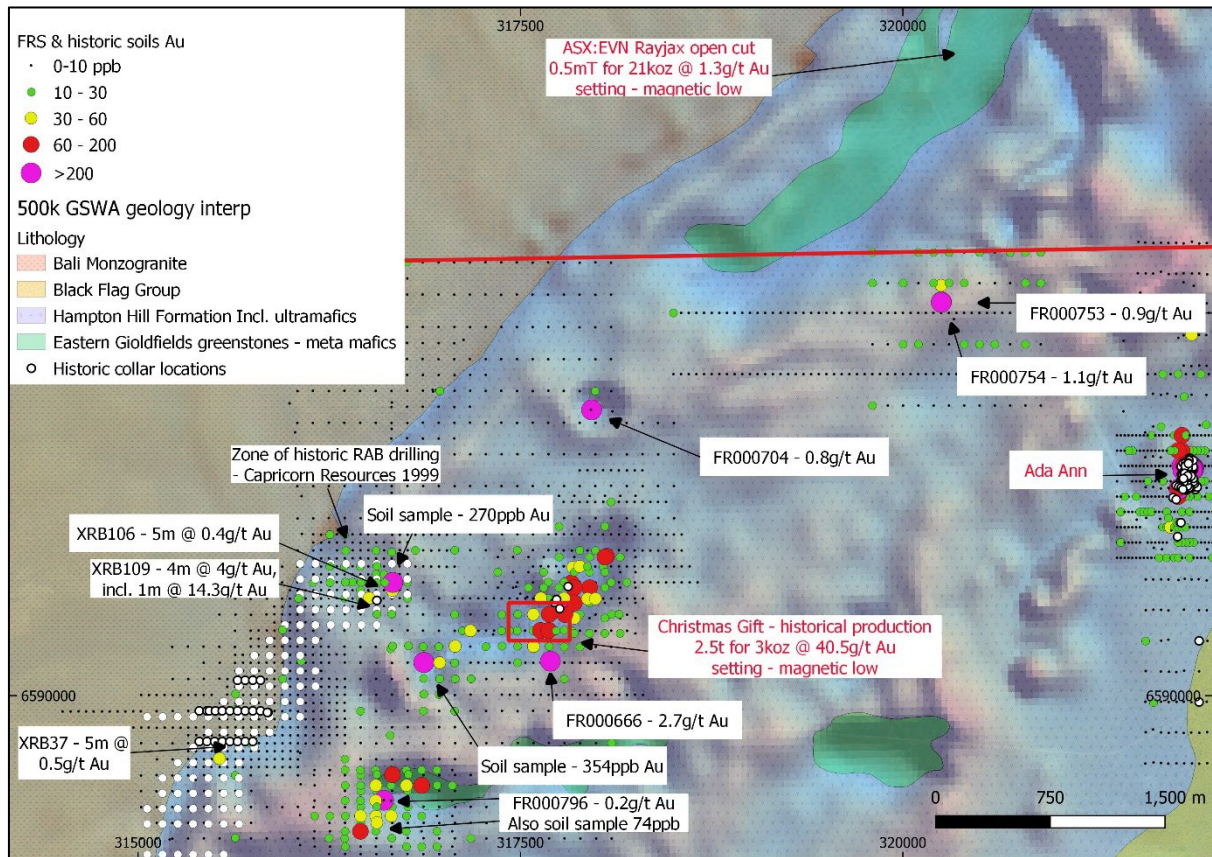 317500
320000
FRS & historic soils Au
0-10 ppb
10 - 30
30 - 60
60 - 200
>200
500k GSWA geology interp
Lithology
Bali Monzogranite
Black Flag Group
Hampton Hill Formation Incl. ultramafics
Eastern Gioldfields greenstones - meta mafics
Historic collar locations
ASX:EVN Rayjax open cut
0.5mT for 21koz @ 1.3g/t Au
setting - magnetic low
FR000753 - 0.9g/t Au
FR000754 - 1.1g/t Au
FR000704 - 0.8g/t Au
Ada Ann
Zone of historic RAB drilling
- Capricorn Resources 1999
Soil sample - 270ppb Au
XRB106 - 5m @ 0.4g/t Au
XRB109 - 4m @ 4g/t Au,
incl. 1m @ 14.3g/t Au
Christmas Gift - historical production
2.5t for 3koz @ 40.5g/t Au
setting - magnetic low
6590000
6590000
FR000666 - 2.7g/t Au
XRB37 - 5m @
0.5g/t Au
Soil sample - 354ppb Au
FR000796 - 0.2g/t Au
Also soil sample 74ppb
0 750 1,500 m
315000
317500
320000